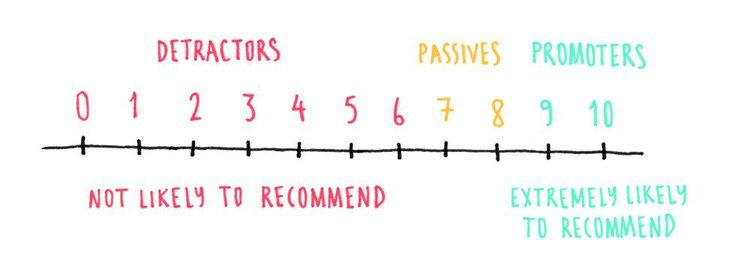 DETRACTORS PASSIVES PROMOTERS
0 1 2 3 4 5 6 7 8 9 10
NOT LIKELY TO RECOMMEND
EXTREMELY LIKELY
TO RECOMMEND